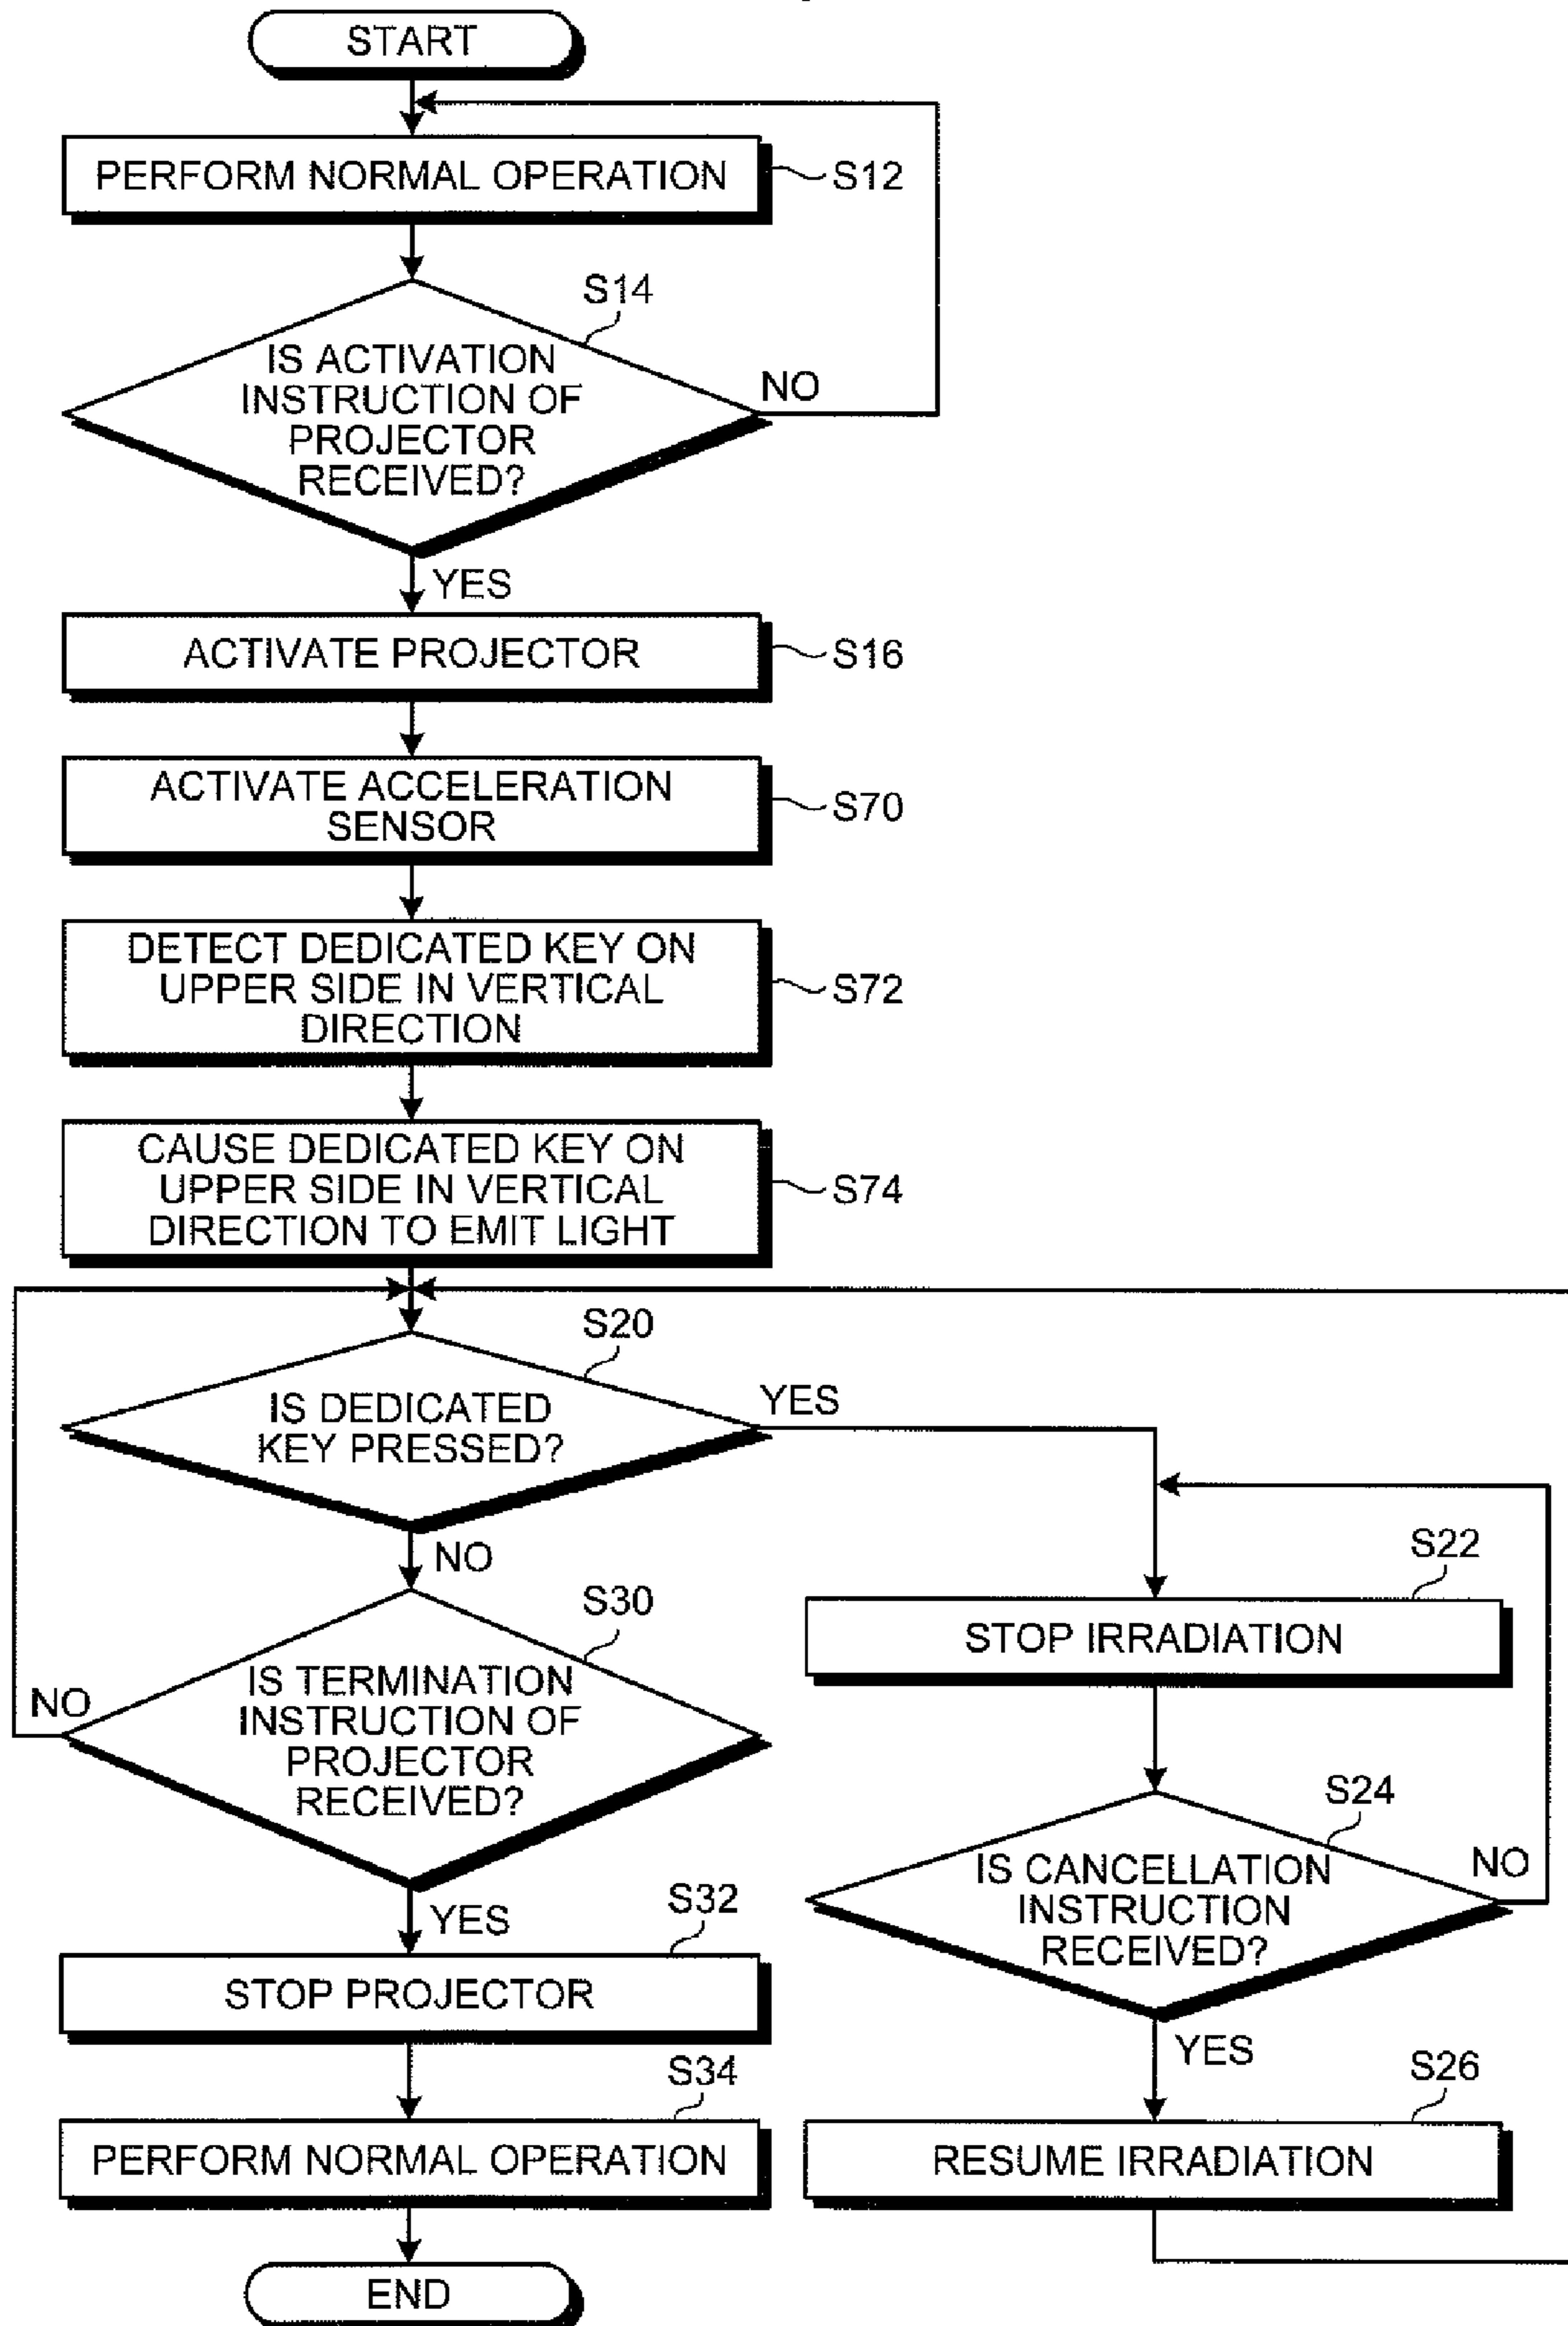 START
PERFORM NORMAL OPERATION
S12
S14
IS ACTIVATION
INSTRUCTION OF
PROJECTOR
RECEIVED?
NO
YES
ACTIVATE PROJECTOR
S16
ACTIVATE ACCELERATION
SENSOR
S70
DETECT DEDICATED KEY ON
UPPER SIDE IN VERTICAL
DIRECTION
S72
CAUSE DEDICATED KEY ON
UPPER SIDE IN VERTICAL
DIRECTION TO EMIT LIGHT
S74
S20
IS DEDICATED
KEY PRESSED?
YES
NO
S30
IS TERMINATION
INSTRUCTION OF
PROJECTOR
RECEIVED?
NO
YES
S32
STOP PROJECTOR
S34
PERFORM NORMAL OPERATION
END
S22
STOP IRRADIATION
S24
IS CANCELLATION
INSTRUCTION
RECEIVED?
NO
YES
S26
RESUME IRRADIATION